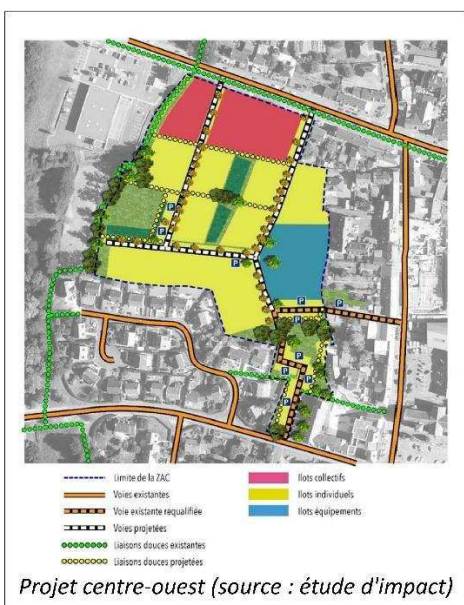 P
P
P
P
P
P
P
P
P
Limite de la ZAC
Voies existantes
Voie existante requalifiée
Voies projetées
Liaisons douces existantes
Liaisons douces projetées
Ilots collectifs
Ilots individuels
Ilots équipements
Projet centre-ouest (source : étude d'impact)